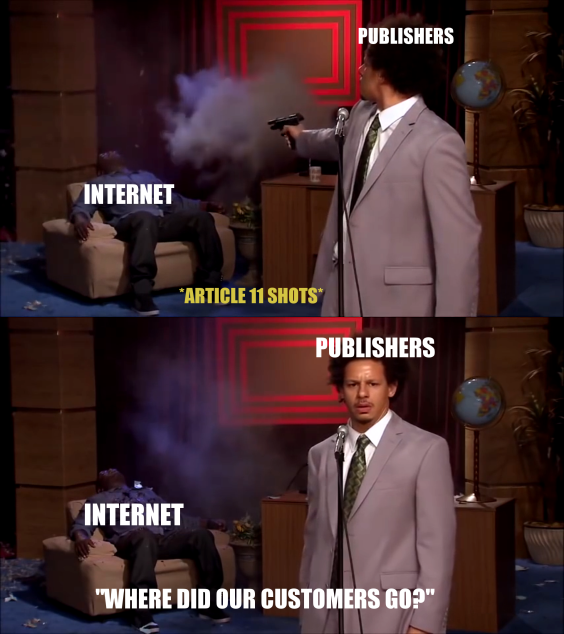 PUBLISHERS
INTERNET
*ARTICLE 11 SHOTS*
PUBLISHERS
INTERNET
"WHERE DID OUR CUSTOMERS GO?"